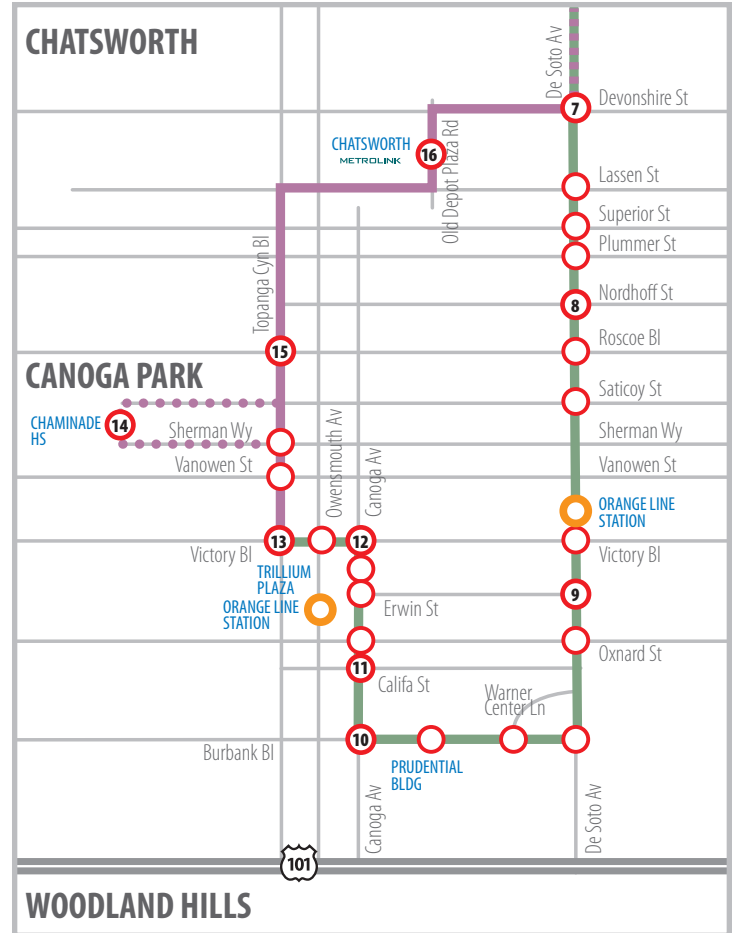 CHATSWORTH
De Soto Av
7
Devonshire St
CHATSWORTH
METROLINK
16
Old Depot Plaza Rd
Lassen St
Superior St
Plummer St
Topanga Cyn Bl
8
Nordhoff St
15
Roscoe Bl
CANOGA PARK
Saticoy St
CHAMINADE
HS
14
Sherman Wy
Sherman Wy
Vanowen St
Owensmouth Av
Canoga Av
Vanowen St
ORANGE LINE
STATION
13
12
Victory Bl
Victory Bl
TRILLIUM
PLAZA
ORANGE LINE
STATION
9
Erwin St
Oxnard St
11
Califa St
Warner
Center Ln
10
Burbank Bl
PRUDENTIAL
BLDG
Canoga Av
De Soto Av
101
WOODLAND HILLS